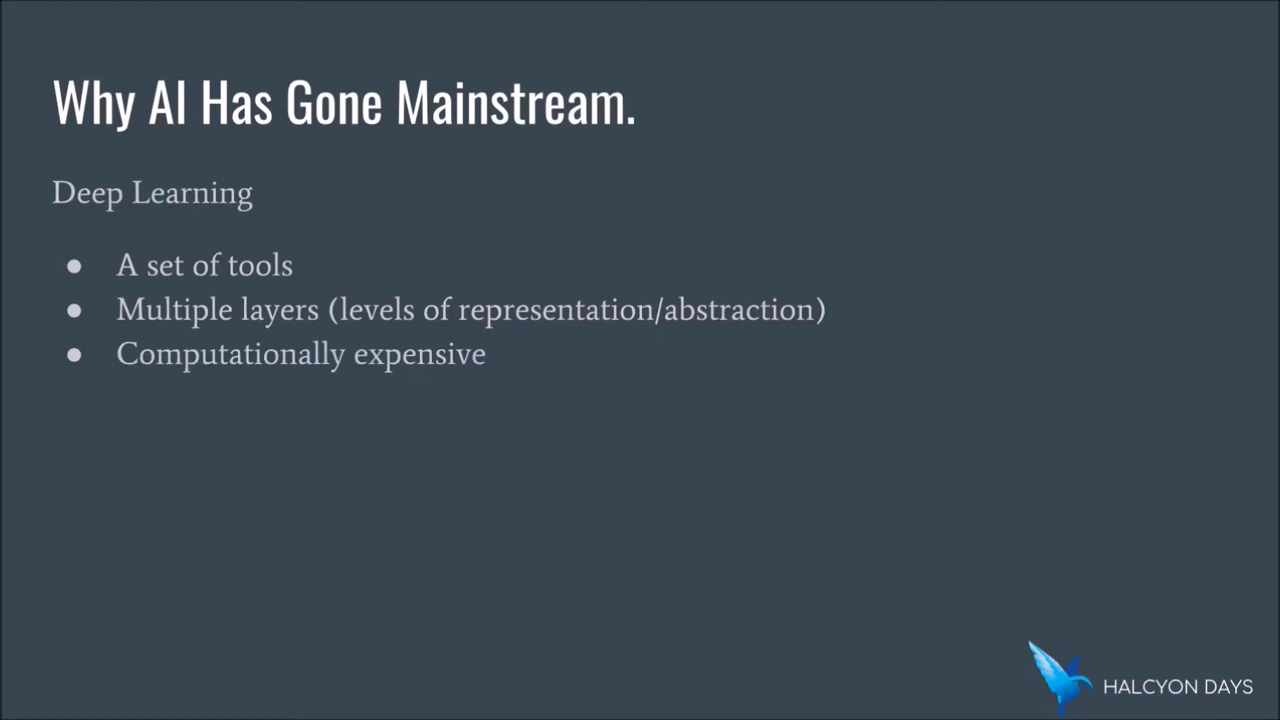 Why AI Has Gone Mainstream.
Deep Learning
● A set of tools
● Multiple layers (levels of representation/abstraction)
● Computationally expensive
HALCYON DAYS